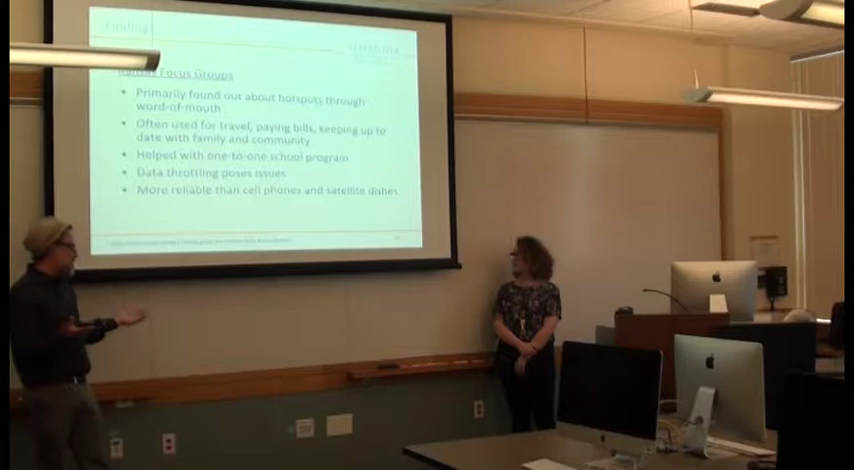 Finding
Focus Groups
• Primarily found out about hotspots through
word-of-mouth
• Often used for travel, paying bills, keeping up to
date with family and community
• Helped with one-to-one school program
• Data throttling poses issues
• More reliable than cell phones and satellite dishes